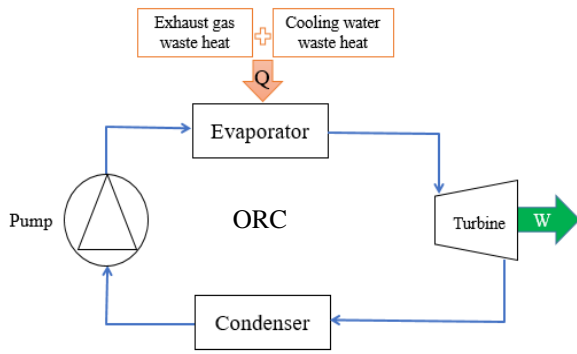 Exhaust gas
waste heat
Cooling water
waste heat
Q
Evaporator
Pump
ORC
Turbine
W
Condenser